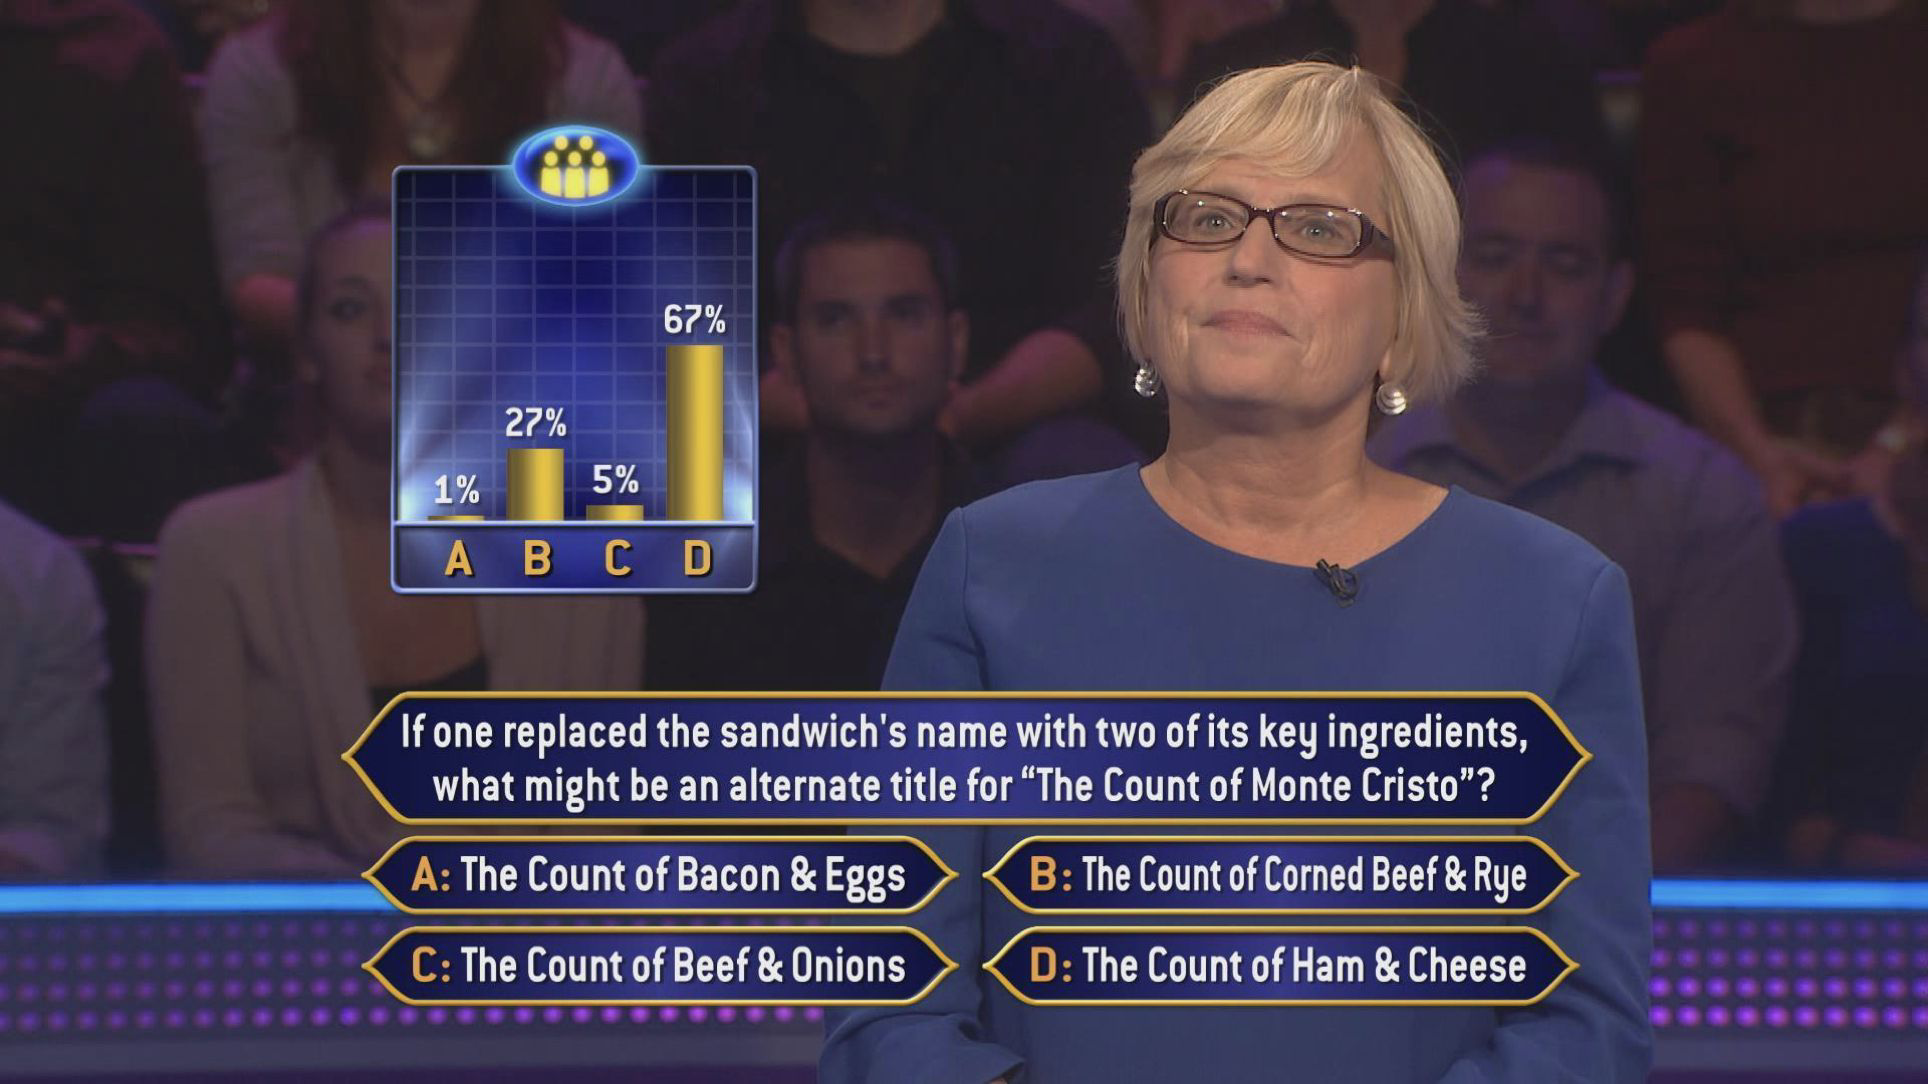 67%
27%
5%
1%
A B C D
If one replaced the sandwich's name with two of its key ingredients,
what might be an alternate title for “The Count of Monte Cristo”?
A: The Count of Bacon & Eggs
B: The Count of Corned Beef & Rye
C: The Count of Beef & Onions
D: The Count of Ham & Cheese